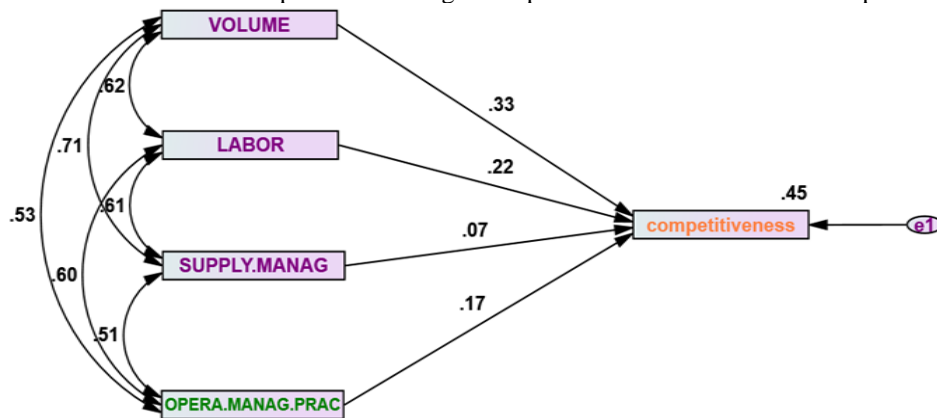 VOLUME
.62
.33
LABOR
.71
.22
.61
.45
.53
competitiveness
e1
.07
SUPPLY.MANAG
.60
.17
.51
OPERA.MANAG.PRAC